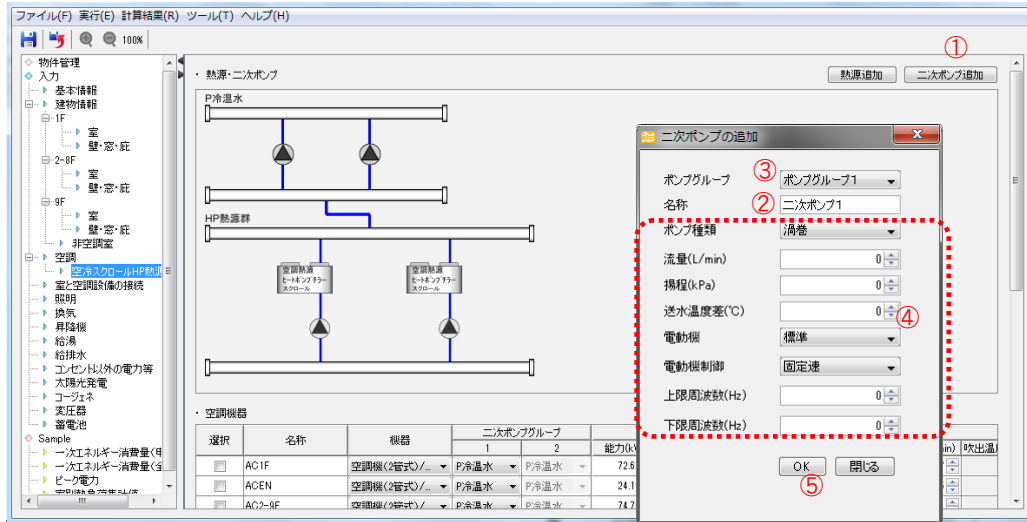 ファイル(F) 実行(E) 計算結果(R) ツール(T) ヘルプ(H)
100%
①
物件管理
入力
基本情報
建物情報
1F
室
壁・窓・庇
2-8F
室
壁・窓・庇
9F
室
壁・窓・庇
非空調室
空調
空冷スクロールHP熱源
室と空調設備の接続
照明
換気
昇降機
給湯
給排水
コンセント以外の電力等
太陽光発電
コージェネ
変圧器
蓄電池
Sample
一次エネルギー消費量(
一次エネルギー消費量(
ピーク電力
・ 熱源・二次ポンプ
熱源追加 二次ポンプ追加
P冷温水
HP熱源群
空調熱源
ヒートポンプチラー
スクロール
空調熱源
ヒートポンプチラー
スクロール
・ 空調機器
選択 名称 機器 二次ポンプグループ 能力(k
1 2
in) 吹出温
AC1F 空調機(2管式)/... P冷温水 P冷温水 72.6
ACEN 空調機(2管式)/... P冷温水 P冷温水 24.1
AC2-9F 空調機(2管式)/... P冷温水 P冷温水 74.7
二次ポンプの追加
ポンプグループ ③ ポンプグループ1
名称 ② 二次ポンプ1
ポンプ種類 渦巻
流量(L/min) 0
揚程(kPa) 0
送水温度差(℃) 0
④
電動機 標準
電動機制御 固定速
上限周波数(Hz) 0
下限周波数(Hz) 0
OK 閉じる
⑤